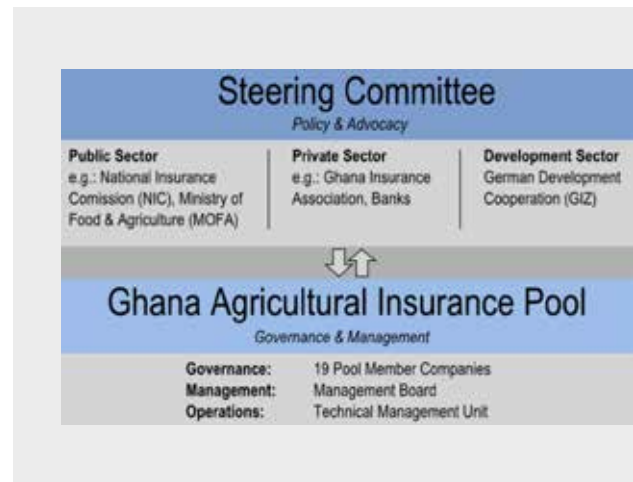 Steering Committee
Policy & Advocacy
Public Sector
e.g.: National Insurance
Comission (NIC), Ministry of
Food & Agriculture (MOFA)
Private Sector
e.g.: Ghana Insurance
Association, Banks
Development Sector
German Development
Cooperation (GIZ)
Ghana Agricultural Insurance Pool
Governance & Management
Governance: 19 Pool Member Companies
Management: Management Board
Operations: Technical Management Unit